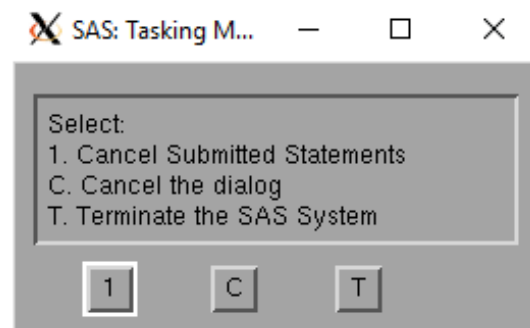 SAS: Tasking M...
Select:
1. Cancel Submitted Statements
C. Cancel the dialog
T. Terminate the SAS System
1 C T